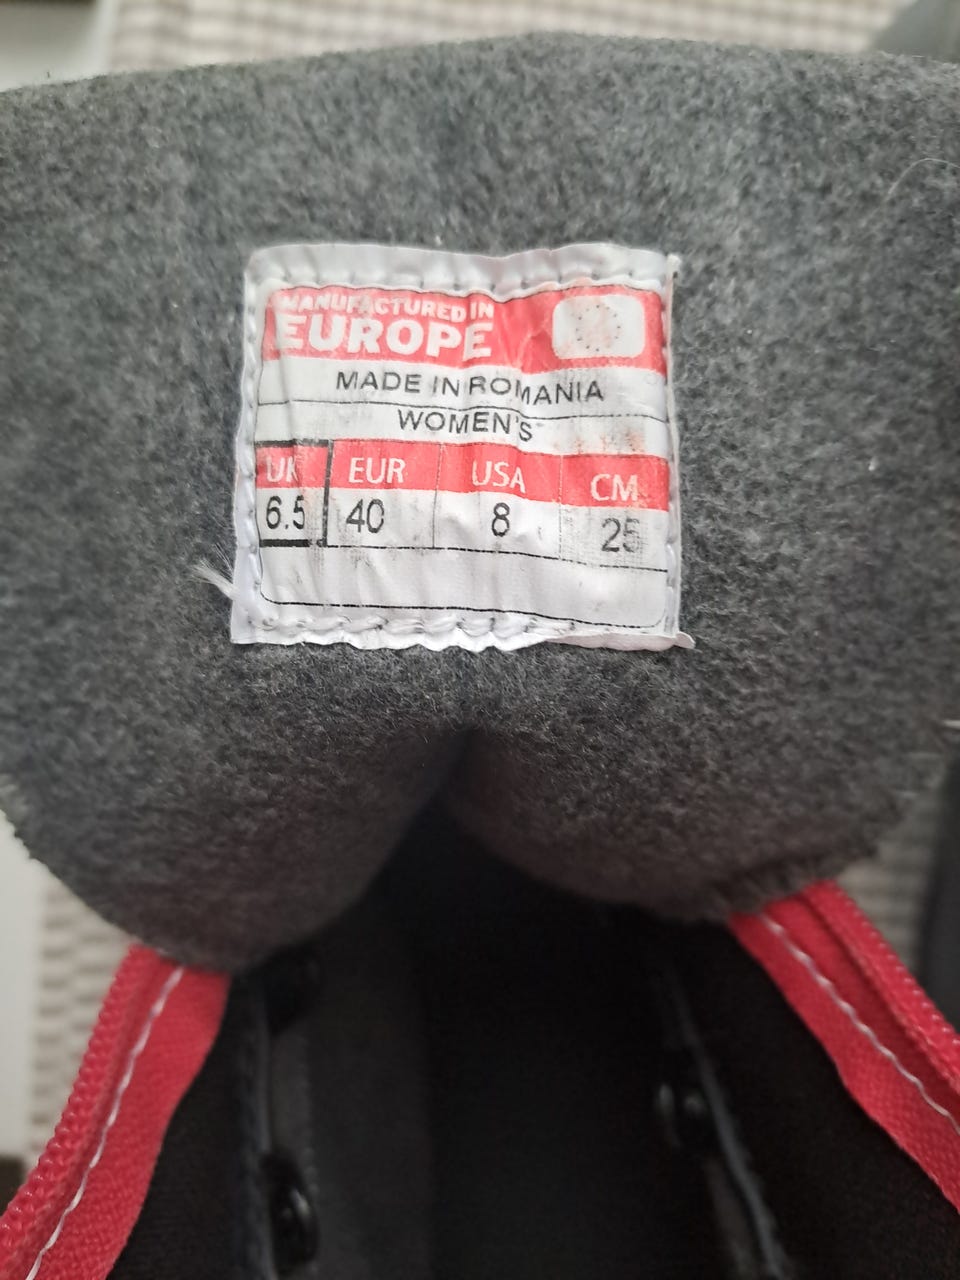 MANUFACTURED IN
EUROPE
MADE IN ROMANIA
WOMEN'S
UK EUR USA CM
6.5 40 8 25